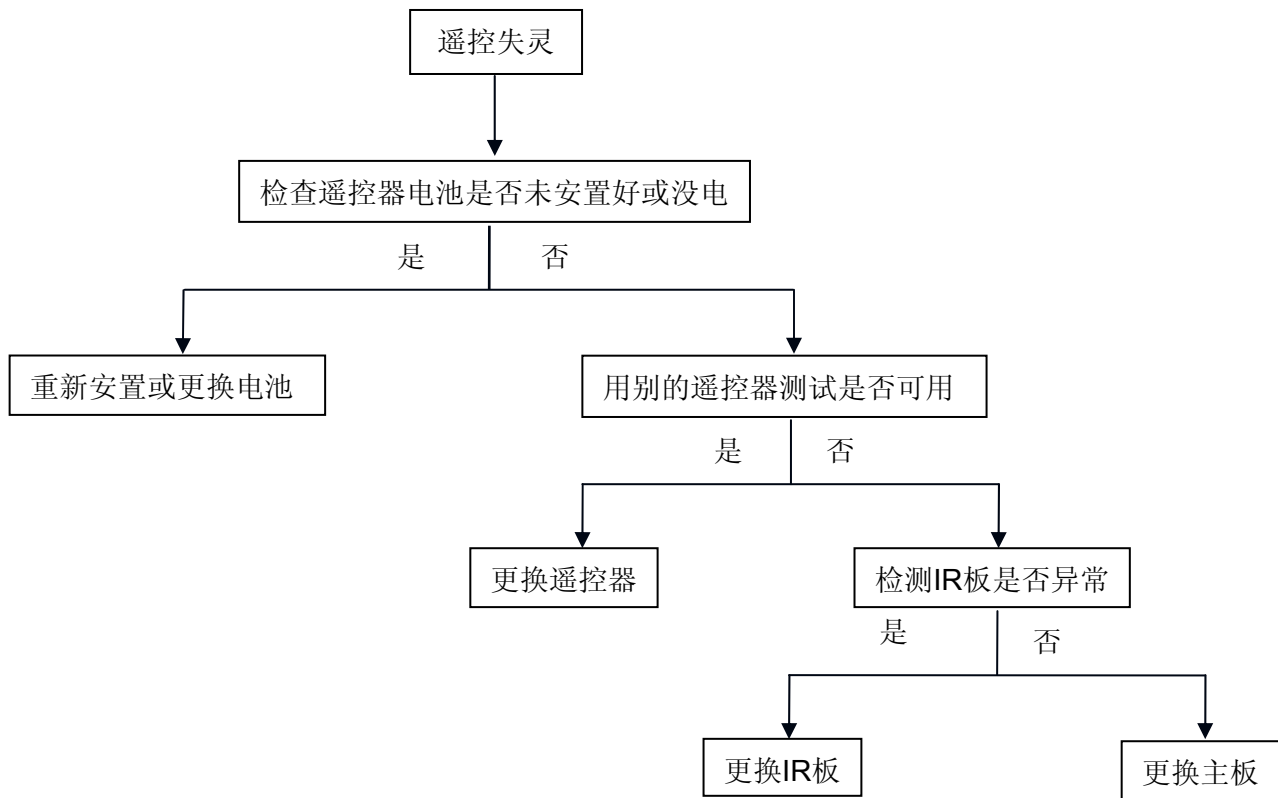 遥控失灵
检查遥控器电池是否未安置好或没电
是
否
重新安置或更换电池
用别的遥控器测试是否可用
是
否
更换遥控器
检测IR板是否异常
是
否
更换IR板
更换主板